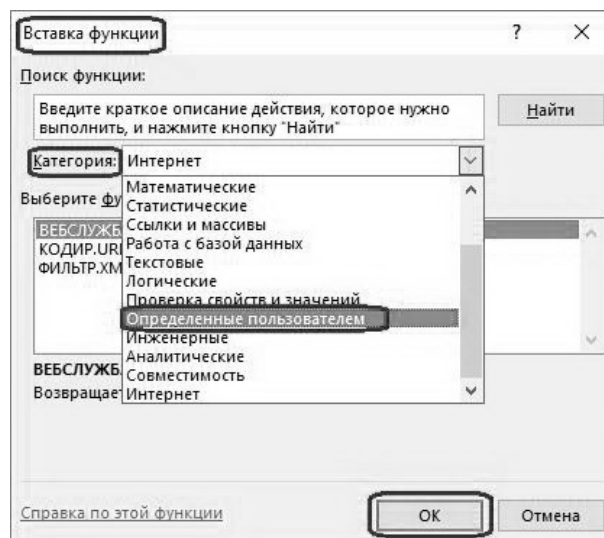 Вставка функции
? ×
Поиск функции:
Введите краткое описание действия, которое нужно
выполнить, и нажмите кнопку "Найти"
Найти
Категория: Интернет
Выберите фу
Математические
Статистические
Ссылки и массивы
Работа с базой данных
Текстовые
Логические
Проверка свойств и значений
Определенные пользователем
Инженерные
Аналитические
Совместимость
Интернет
ВЕБСЛУЖБ
КОДИР.URL
ФИЛЬТР.XM
ВЕБСЛУЖБ
Возвращает
Справка по этой функции
ОК
Отмена